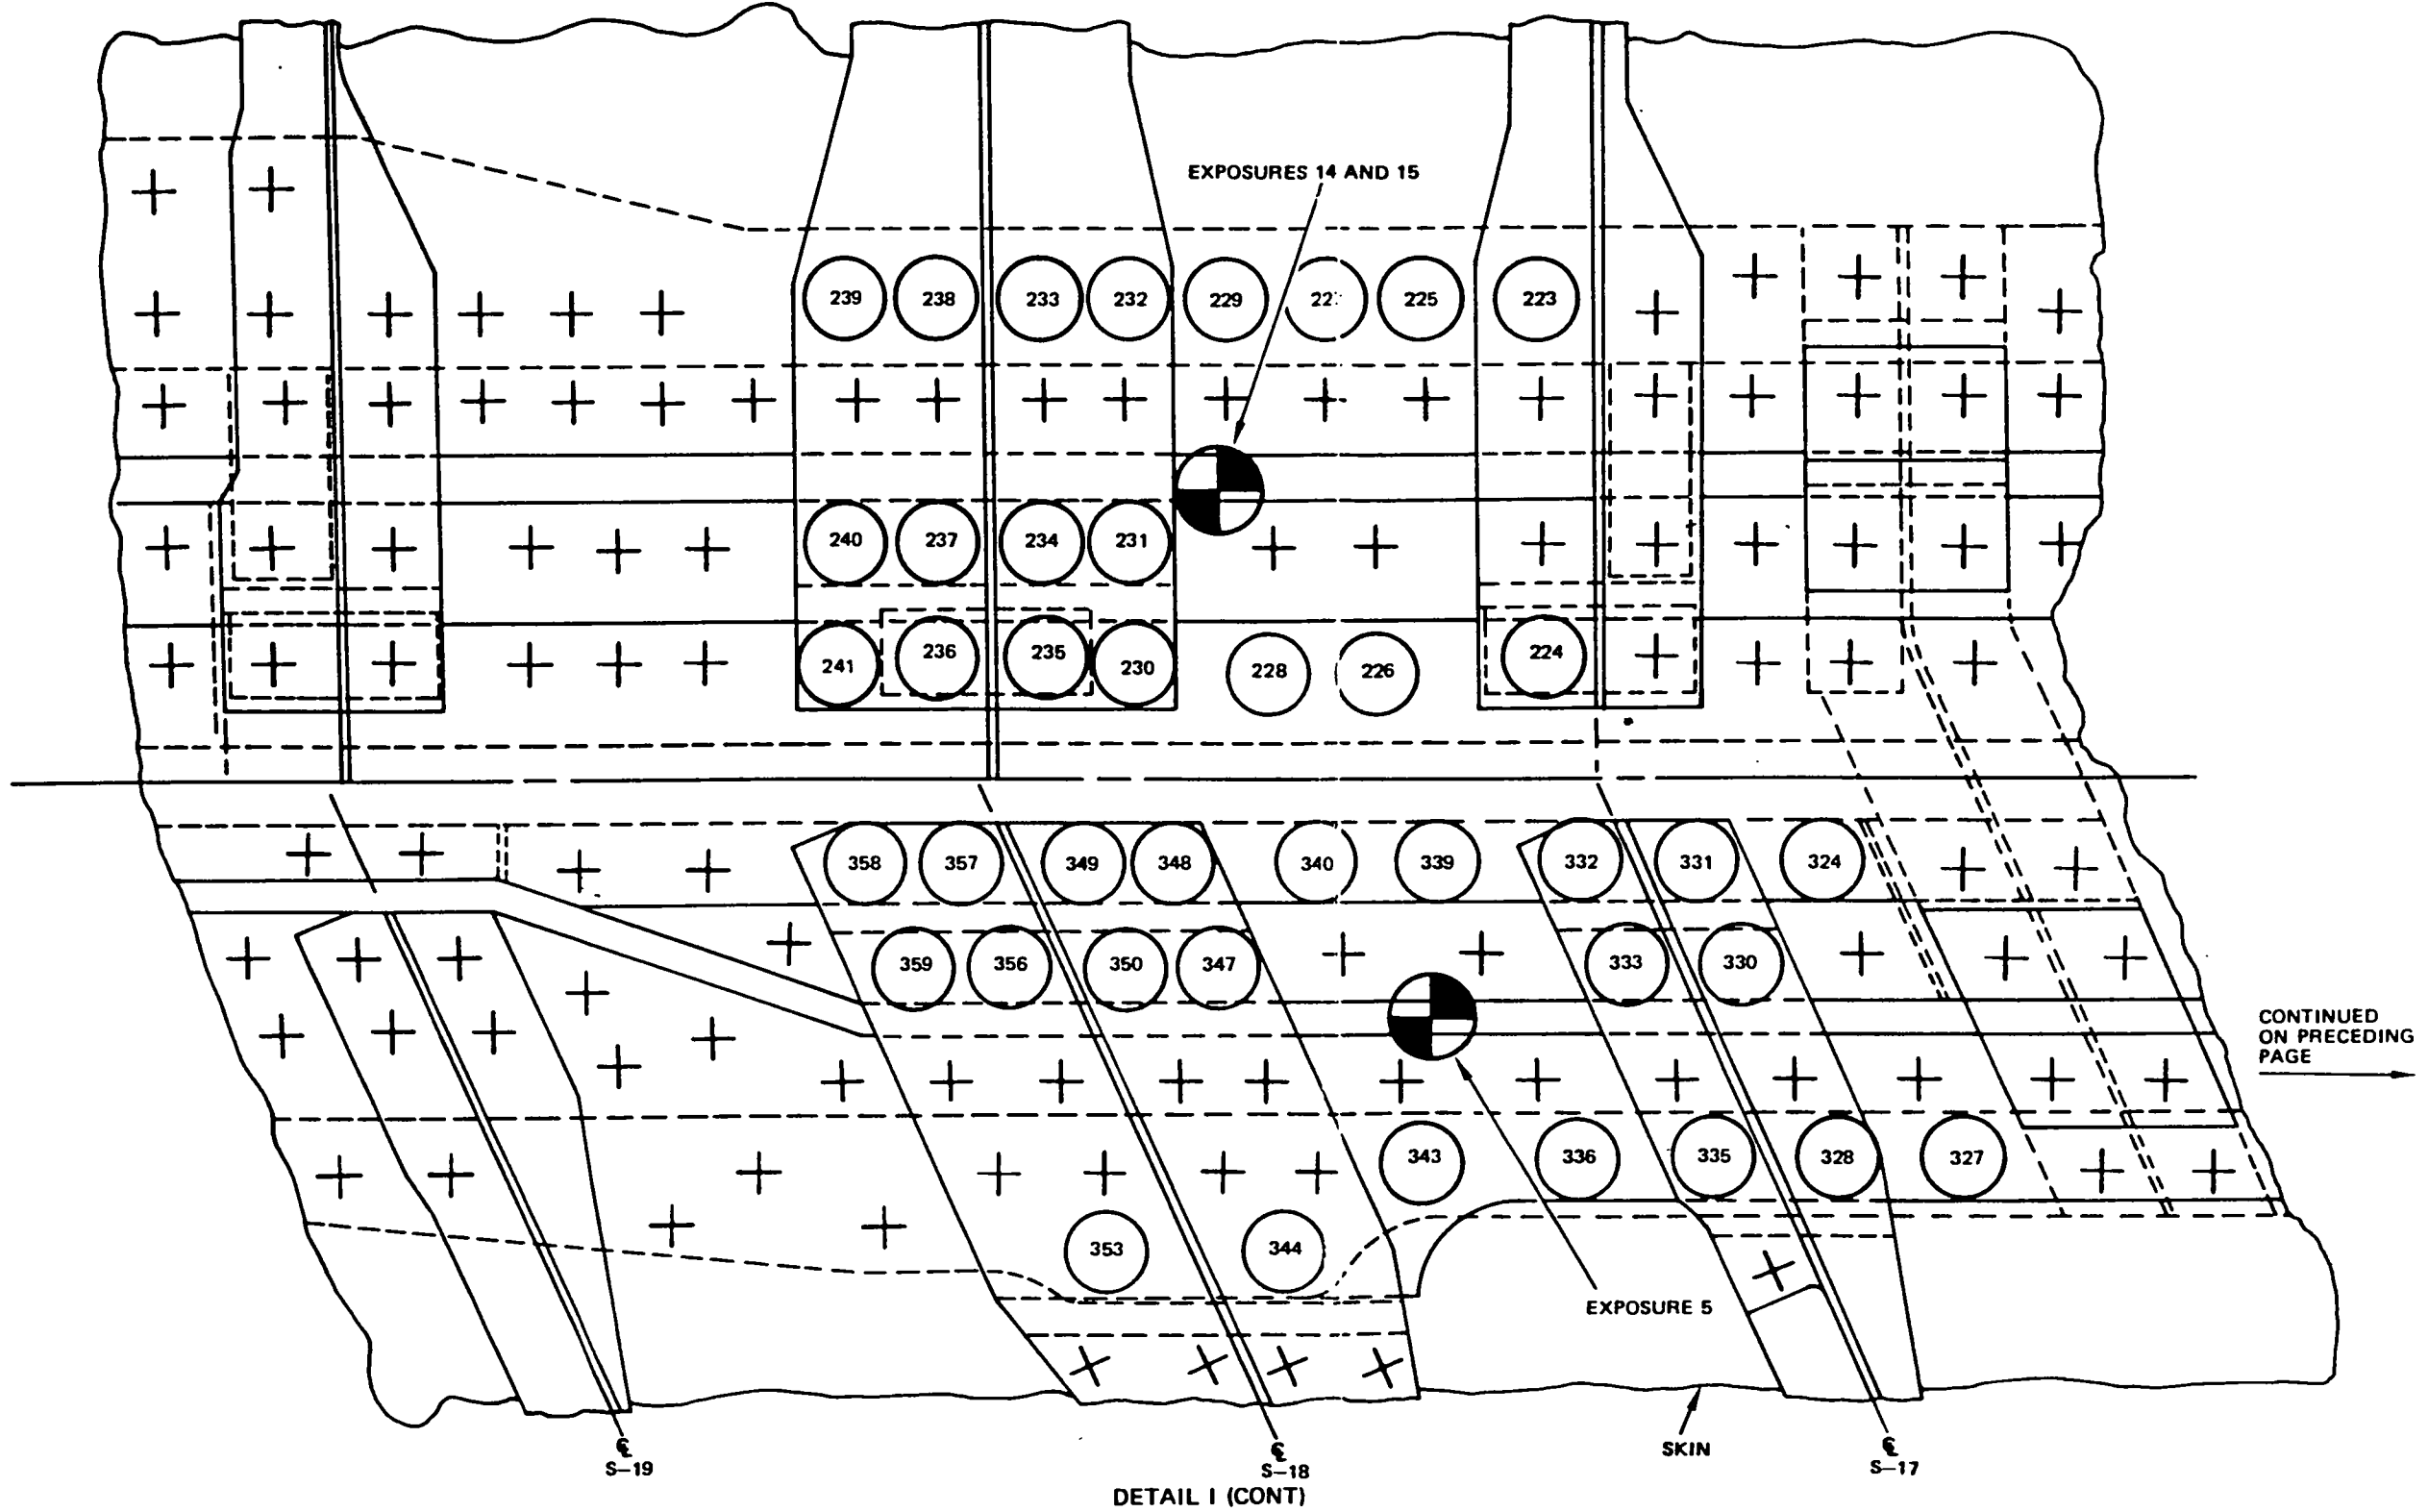 EXPOSURES 14 AND 15
239 238 233 232 229 225 223
240 237 234 231
241 236 235 230 228 226 224
358 357 349 348 340 339 332 331 324
359 356 350 347 333 330
CONTINUED
ON PRECEDING
PAGE
343 336 335 328 327
353 344
EXPOSURE 5
SKIN
℄
S-19
℄
S-18
℄
S-17
DETAIL I (CONT)